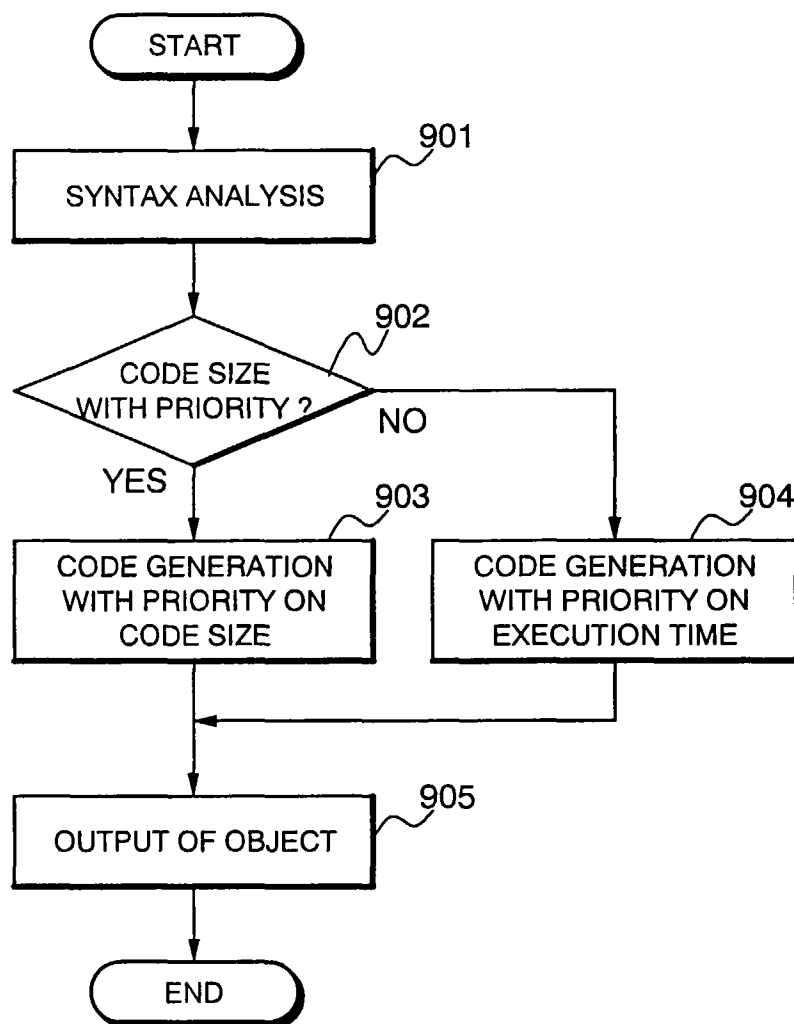 START
901
SYNTAX ANALYSIS
902
CODE SIZE
WITH PRIORITY ?
NO
YES
903
CODE GENERATION
WITH PRIORITY ON
CODE SIZE
904
CODE GENERATION
WITH PRIORITY ON
EXECUTION TIME
905
OUTPUT OF OBJECT
END